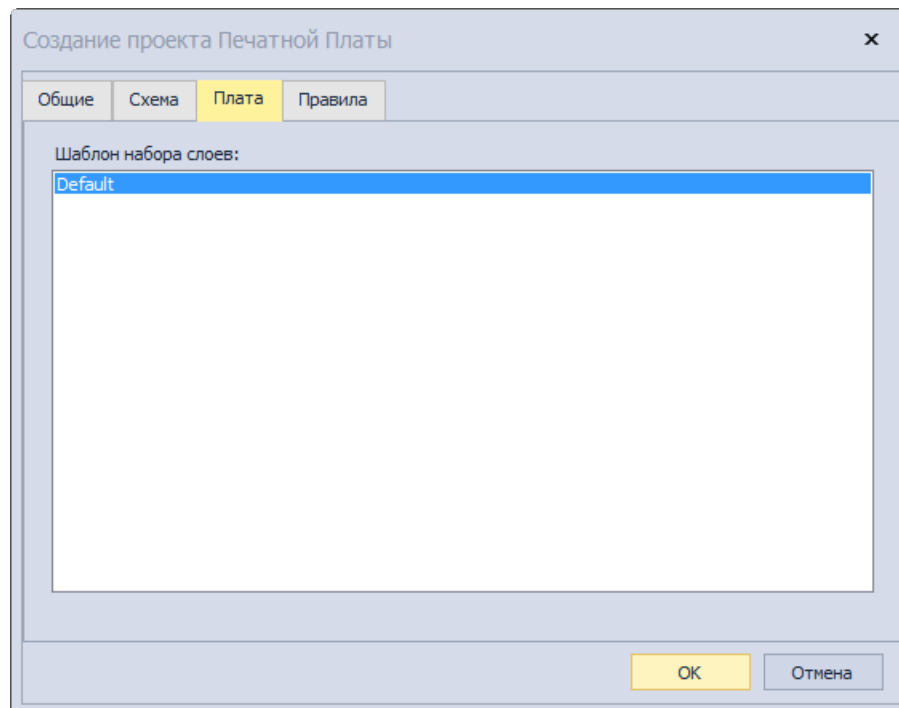 Создание проекта Печатной Платы
Общие Схема Плата Правила
Шаблон набора слоев:
Default
OK Отмена